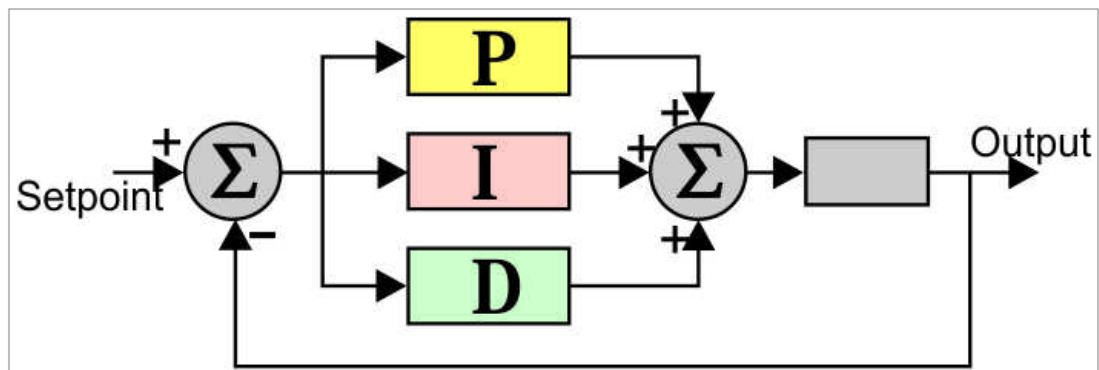 P
+
+
Output
+
Σ
I
Σ
Setpoint
−
+
D